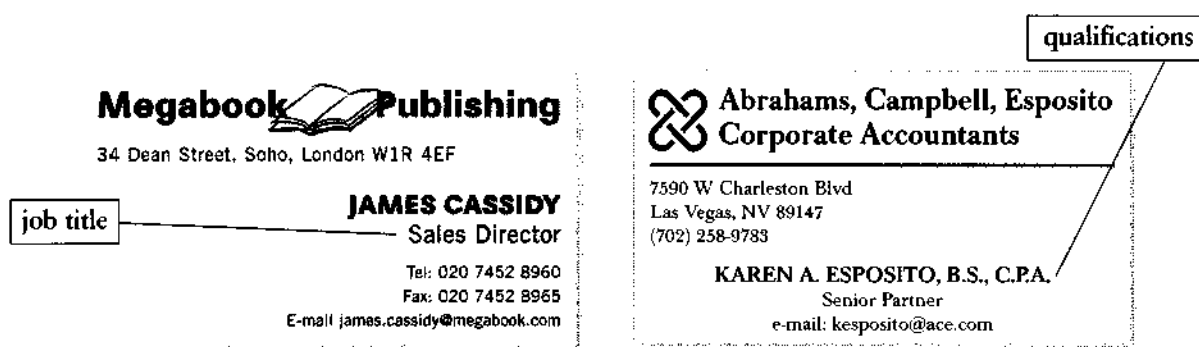 qualifications
Megabook Publishing
34 Dean Street, Soho, London W1R 4EF
JAMES CASSIDY
job title
Sales Director
Tel: 020 7452 8960
Fax: 020 7452 8965
E-mail james.cassidy@megabook.com
Abrahams, Campbell, Esposito
Corporate Accountants
7590 W Charleston Blvd
Las Vegas, NV 89147
(702) 258-9783
KAREN A. ESPOSITO, B.S., C.P.A.
Senior Partner
e-mail: kesposito@ace.com